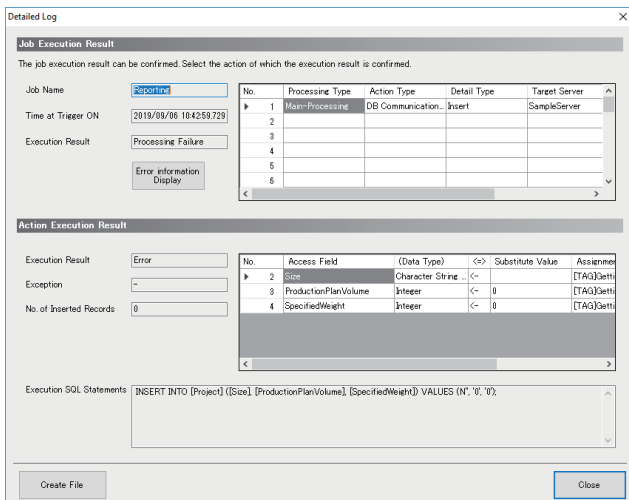 Detailed Log
Job Execution Result
The job execution result can be confirmed. Select the action of which the execution result is confirmed.
Job Name Reporting
Time at Trigger ON 2019/09/06 10:42:59.729
Execution Result Processing Failure
Error information
Display
No. Processing Type Action Type Detail Type Target Server
1 Main-Processing DB Communication... Insert SampleServer
2
3
4
5
6
Action Execution Result
Execution Result Error
Exception -
No. of Inserted Records 0
No. Access Field (Data Type) <=> Substitute Value Assignmer
2 Size Character String ... <- [TAG]Getti
3 ProductionPlanVolume Integer <- 0 [TAG]Getti
4 SpecifiedWeight Integer <- 0 [TAG]Getti
Execution SQL Statements INSERT INTO [Project] ([Size], [ProductionPlanVolume], [SpecifiedWeight]) VALUES (N'', '0', '0');
Create File
Close